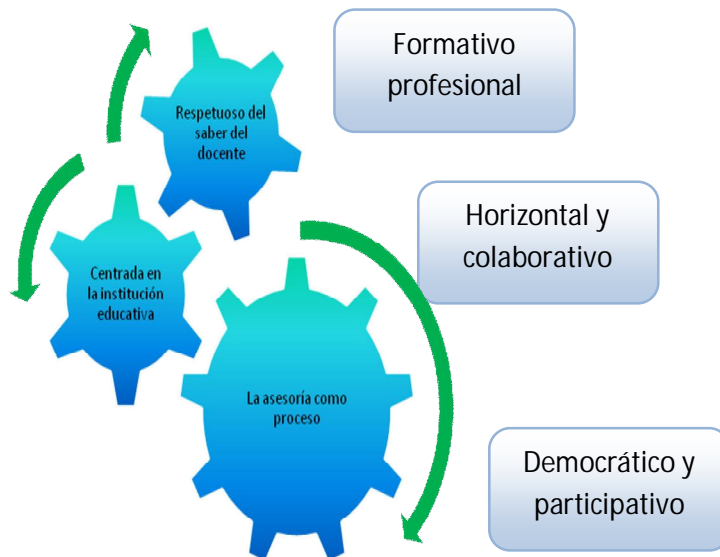 Formativo
profesional
Respetuoso del
saber del
docente
Horizontal y
colaborativo
Centrada en
la institución
educativa
La asesoría como
proceso
Democrático y
participativo